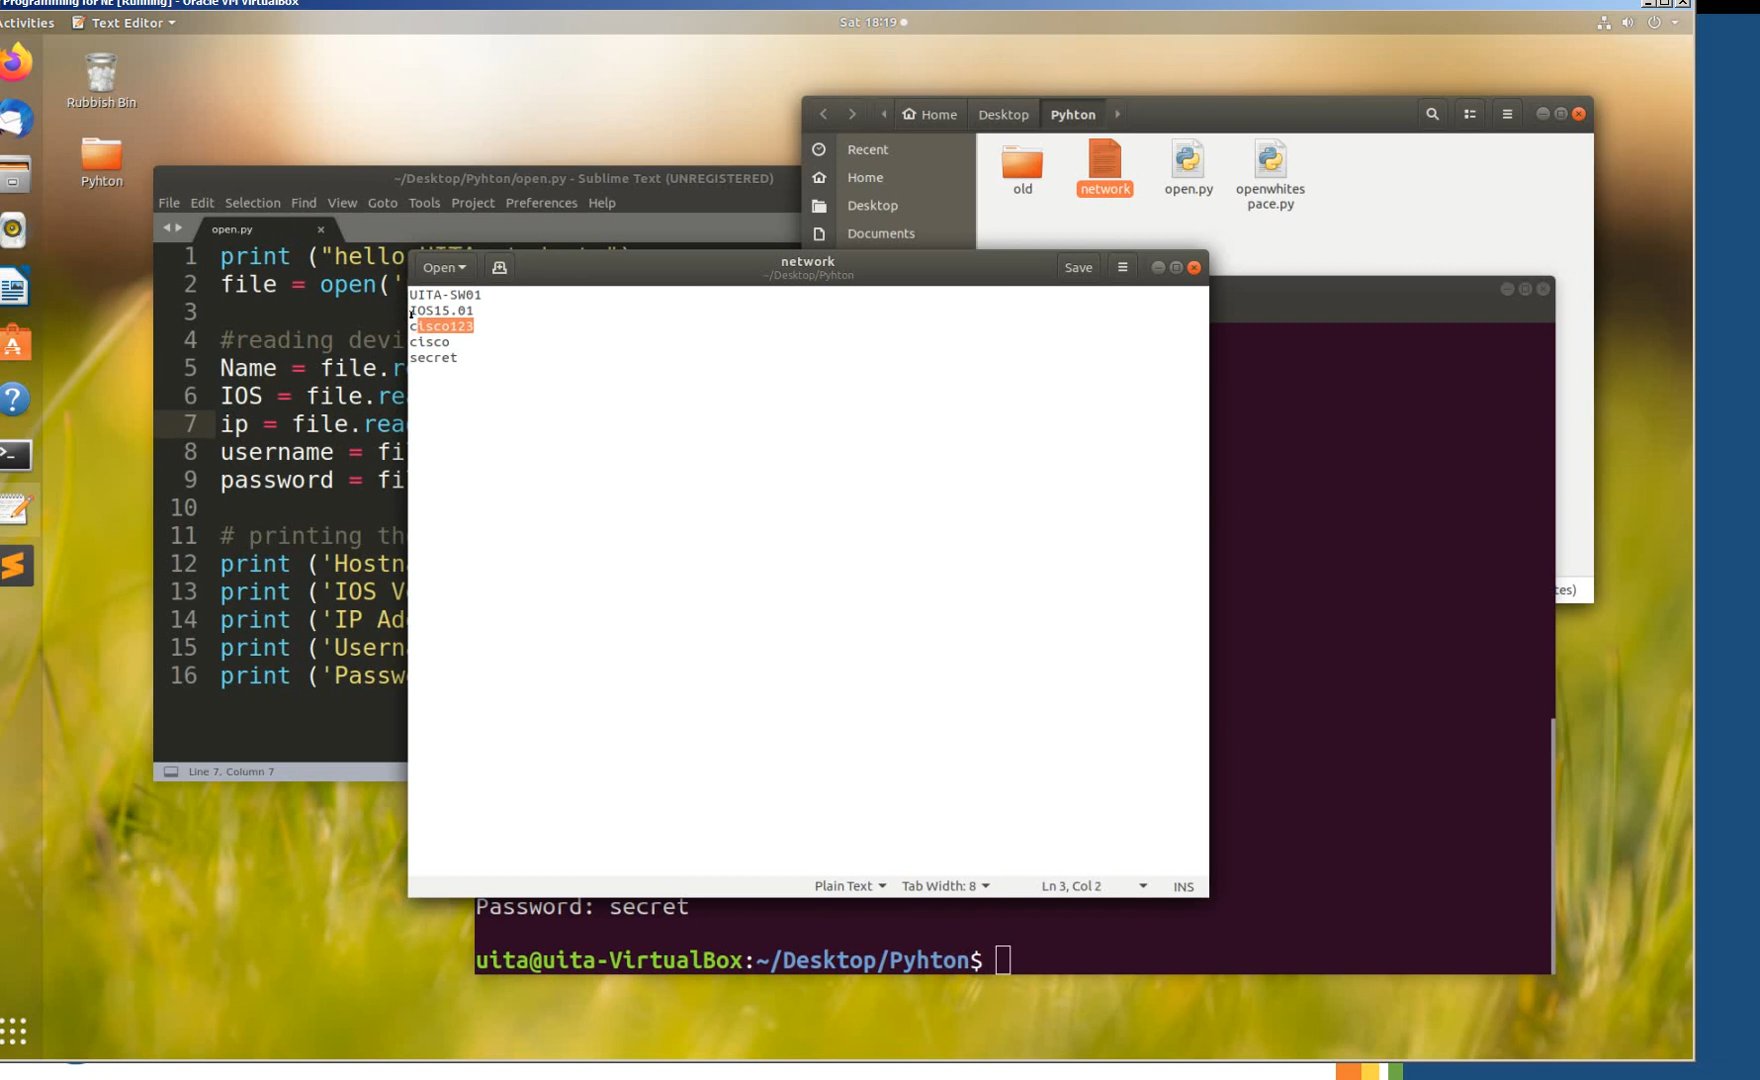 Programming for NE [Running] - Oracle VM VirtualBox
Activities
Text Editor
Sat 18:19
Rubbish Bin
Pyhton
Home
Desktop
Pyhton
Recent
Home
Desktop
Documents
old
network
open.py
openwhites
pace.py
~/Desktop/Pyhton/open.py - Sublime Text (UNREGISTERED)
File Edit Selection Find View Goto Tools Project Preferences Help
open.py
1 print ("hello
2 file = open('
3
4 #reading devi
5 Name = file.r
6 IOS = file.re
7 ip = file.rea
8 username = fi
9 password = fi
10
11 # printing th
12 print ('Hostn
13 print ('IOS V
14 print ('IP Ad
15 print ('Usern
16 print ('Passw
Line 7, Column 7
Open
network
~/Desktop/Pyhton
Save
UITA-SW01
IOS15.01
cisco123
cisco
secret
Plain Text
Tab Width: 8
Ln 3, Col 2
INS
tes)
Password: secret
uita@uita-VirtualBox:~/Desktop/Pyhton$